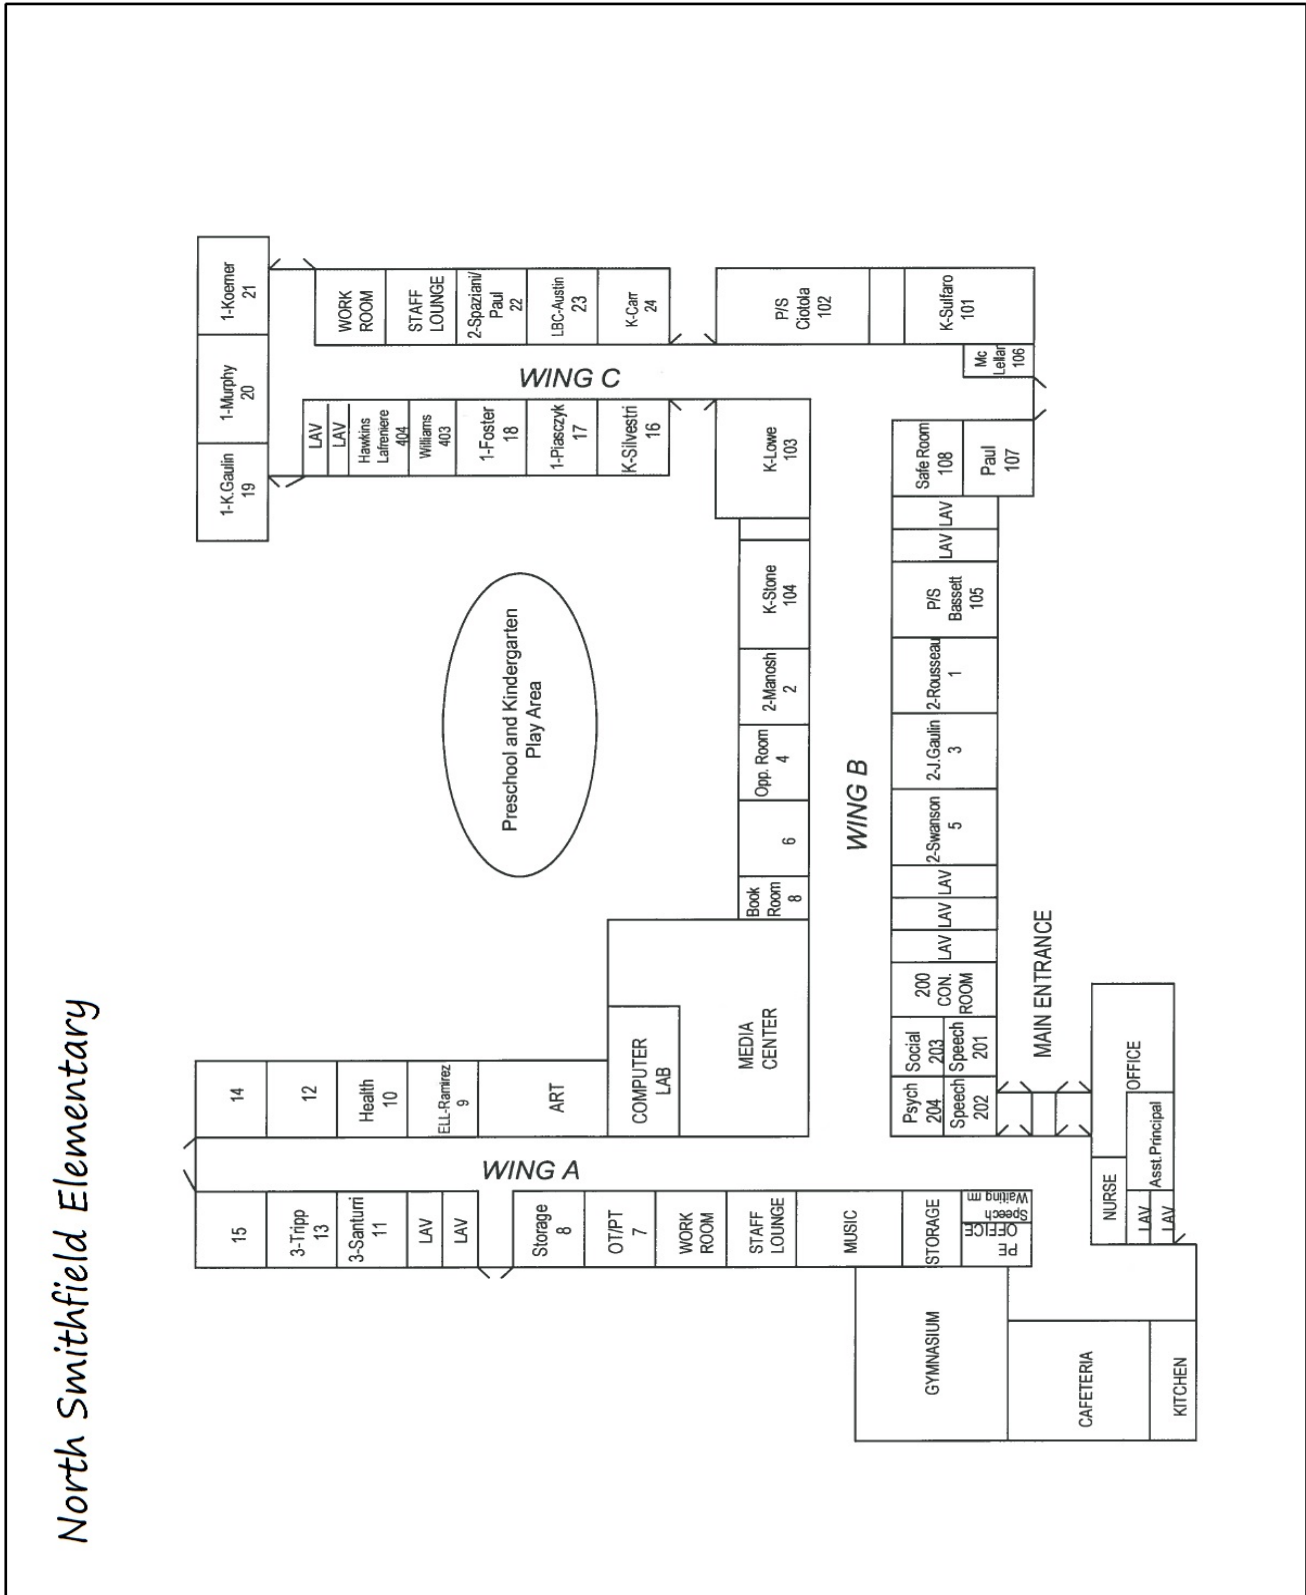 North Smithfield Elementary
1-K.Gaulin
19
1-Murphy
20
1-Koerner
21
LAV
LAV
Hawkins
Lafreniere
404
Williams
403
1-Foster
18
1-Piasczyk
17
K-Silvestri
16
WING C
WORK
ROOM
STAFF
LOUNGE
2-Spaziani/
Paul
22
LBC-Austin
23
K-Carr
24
P/S
Ciotola
102
K-Sulfaro
101
Mc
Lellan
106
K-Lowe
103
K-Stone
104
2-Manosh
2
Opp. Room
4
6
Book
Room
8
Preschool and Kindergarten
Play Area
WING B
Safe Room
108
Paul
107
LAV
LAV
P/S
Bassett
105
2-Rousseau
1
2-J.Gaulin
3
2-Swanson
5
LAV
LAV
LAV
200
CON.
ROOM
Social
203
Speech
201
Psych
204
Speech
202
MAIN ENTRANCE
14
12
Health
10
ELL-Ramirez
9
ART
COMPUTER
LAB
MEDIA
CENTER
WING A
15
3-Tripp
13
3-Santurri
11
LAV
LAV
Storage
8
OT/PT
7
WORK
ROOM
STAFF
LOUNGE
MUSIC
STORAGE
Speech
Waiting rm
PE
OFFICE
OFFICE
Asst.Principal
NURSE
LAV
LAV
GYMNASIUM
CAFETERIA
KITCHEN